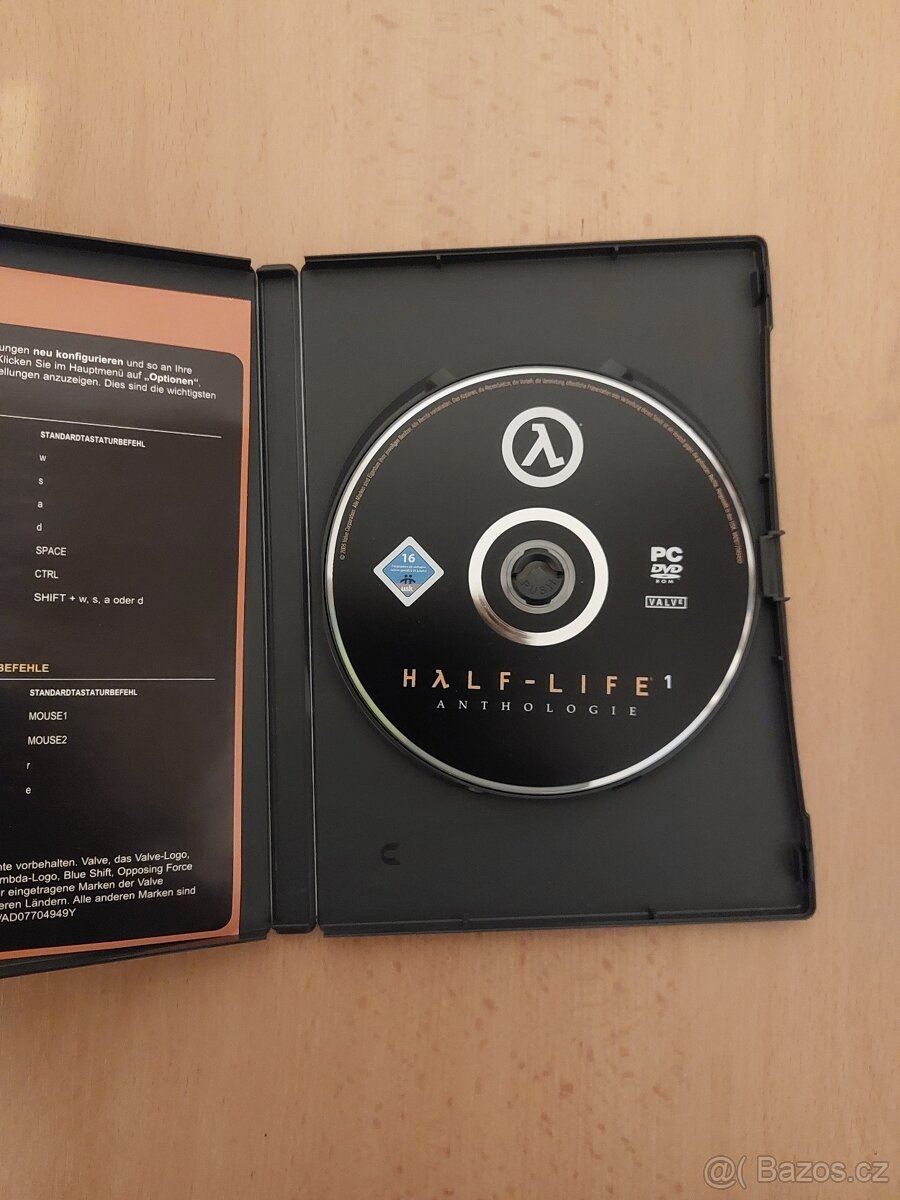 ungen neu konfigurieren und so an Ihre
Klicken Sie im Hauptmenü auf „Optionen“,
ellungen anzuzeigen. Dies sind die wichtigsten
STANDARDTASTATURBEFEHL
w
s
a
d
SPACE
CTRL
SHIFT + w, s, a oder d
BEFEHLE
STANDARDTASTATURBEFEHL
MOUSE1
MOUSE2
r
e
nte vorbehalten. Valve, das Valve-Logo,
mbda-Logo, Blue Shift, Opposing Force
r eingetragene Marken der Valve
eren Ländern. Alle anderen Marken sind
VAD07704949Y
λ
16
usk
PUSH
PC
DVD
ROM
VALVE
HλLF-LIFE 1
ANTHOLOGIE
@( Bazos.cz